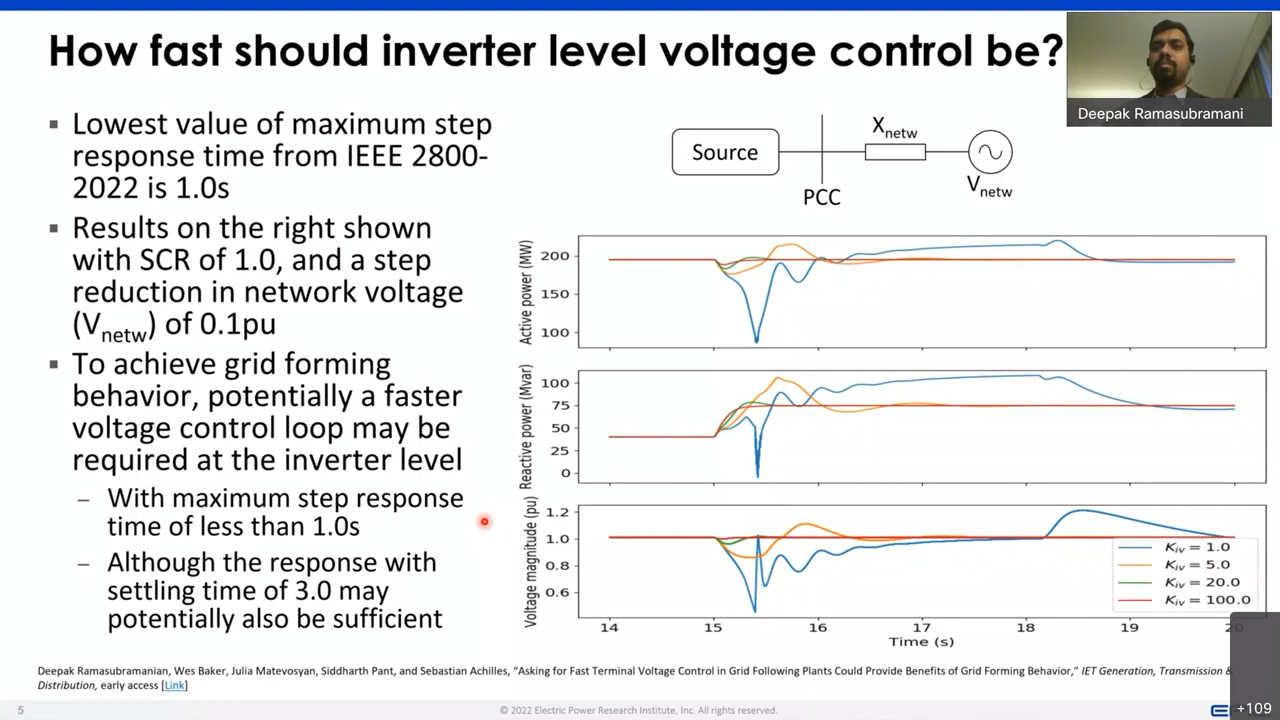 How fast should inverter level voltage control be?
Deepak Ramasubramani
▪ Lowest value of maximum step
response time from IEEE 2800-
2022 is 1.0s
▪ Results on the right shown
with SCR of 1.0, and a step
reduction in network voltage
(Vnetw) of 0.1pu
▪ To achieve grid forming
behavior, potentially a faster
voltage control loop may be
required at the inverter level
– With maximum step response
time of less than 1.0s
– Although the response with
settling time of 3.0 may
potentially also be sufficient
Source
PCC
Xnetw
Vnetw
Active power (MW)
200
150
100
Reactive power (Mvar)
100
75
50
25
0
Voltage magnitude (pu)
1.2
1.0
0.8
0.6
Kiv = 1.0
Kiv = 5.0
Kiv = 20.0
Kiv = 100.0
14 15 16 17 18 19 20
Time (s)
Deepak Ramasubramanian, Wes Baker, Julia Matevosyan, Siddharth Pant, and Sebastian Achilles, “Asking for Fast Terminal Voltage Control in Grid Following Plants Could Provide Benefits of Grid Forming Behavior,” IET Generation, Transmission &
Distribution, early access [Link]
5
© 2022 Electric Power Research Institute, Inc. All rights reserved.
+109